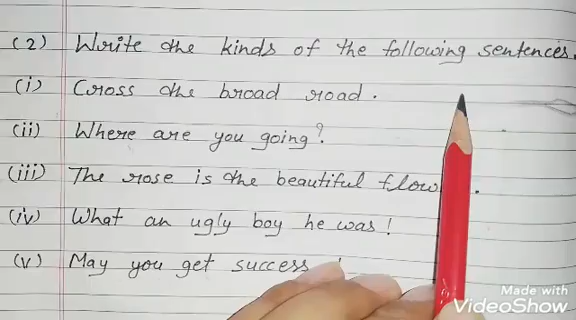 (2) Write the kinds of the following sentences.
(i) Cross the broad road.
(ii) Where are you going?
(iii) The rose is the beautiful flow .
(iv) What an ugly boy he was!
(v) May you get success !
Made with
VideoShow